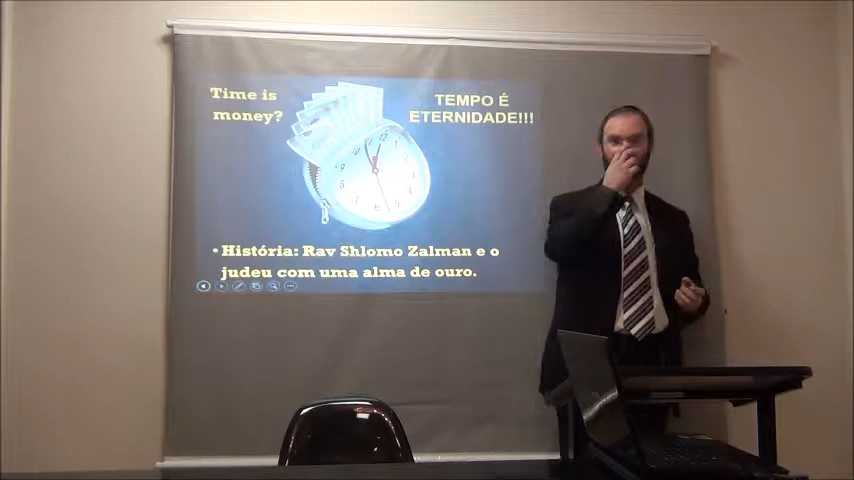 Time is
money?
TEMPO É
ETERNIDADE!!!
• História: Rav Shlomo Zalman e o
judeu com uma alma de ouro.